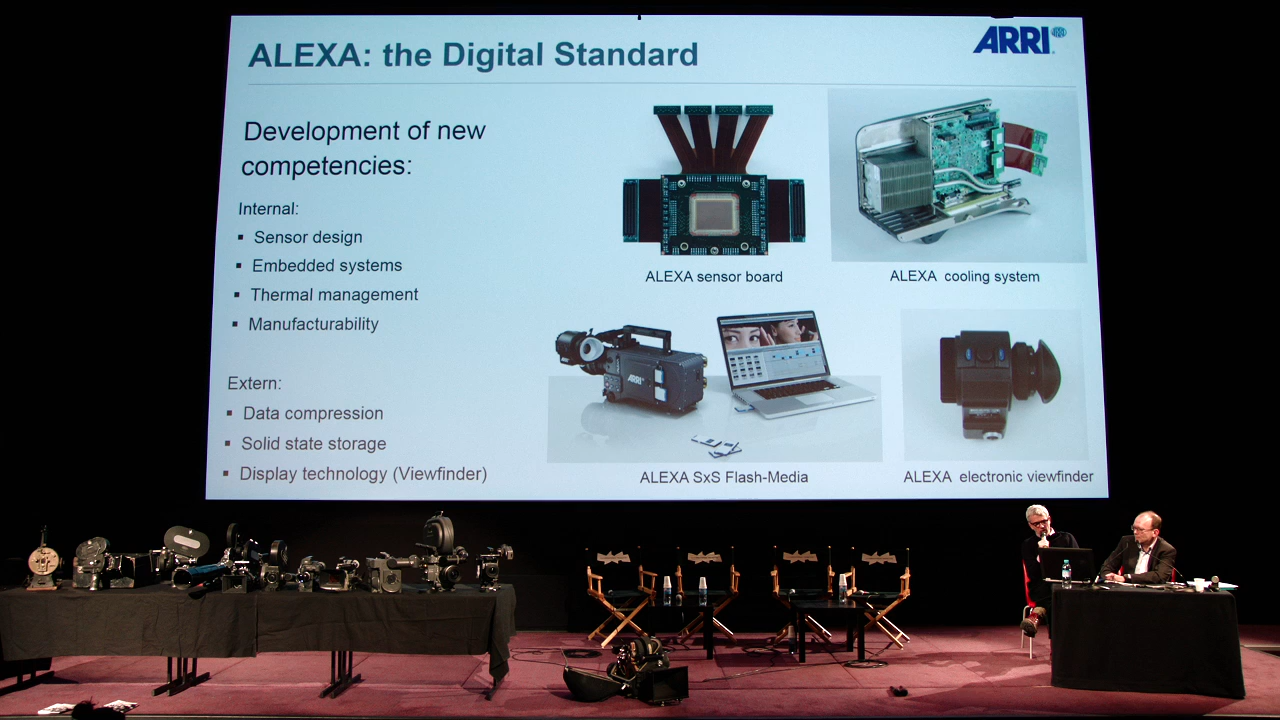 ALEXA: the Digital Standard
ARRI
Development of new
competencies:
Internal:
▪ Sensor design
▪ Embedded systems
▪ Thermal management
▪ Manufacturability
Extern:
▪ Data compression
▪ Solid state storage
▪ Display technology (Viewfinder)
ALEXA sensor board
ALEXA cooling system
ARRI
ALEXA SxS Flash-Media
ALEXA electronic viewfinder